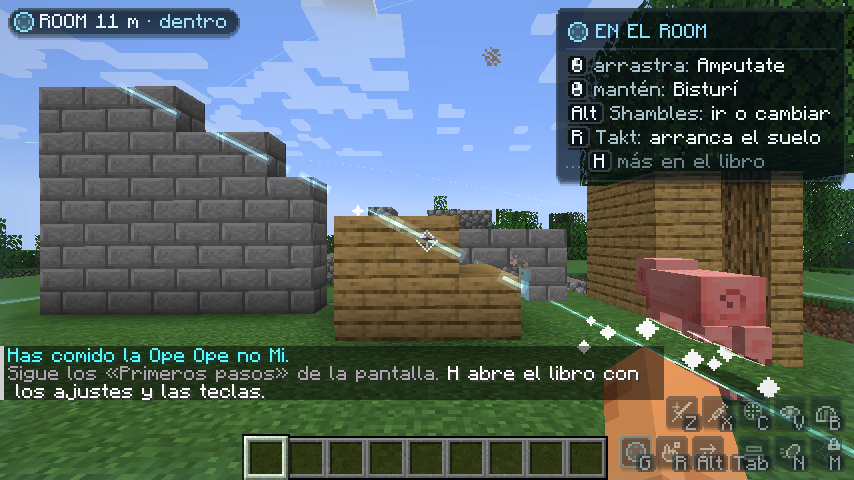 ROOM 11 m · dentro
EN EL ROOM
arrastra: Amputate
mantén: Bisturí
Alt Shambles: ir o cambiar
R Takt: arranca el suelo
... H más en el libro
Has comido la Ope Ope no Mi.
Sigue los «Primeros pasos» de la pantalla. H abre el libro con
los ajustes y las teclas.
Z X C V B
G R Alt Tab N M